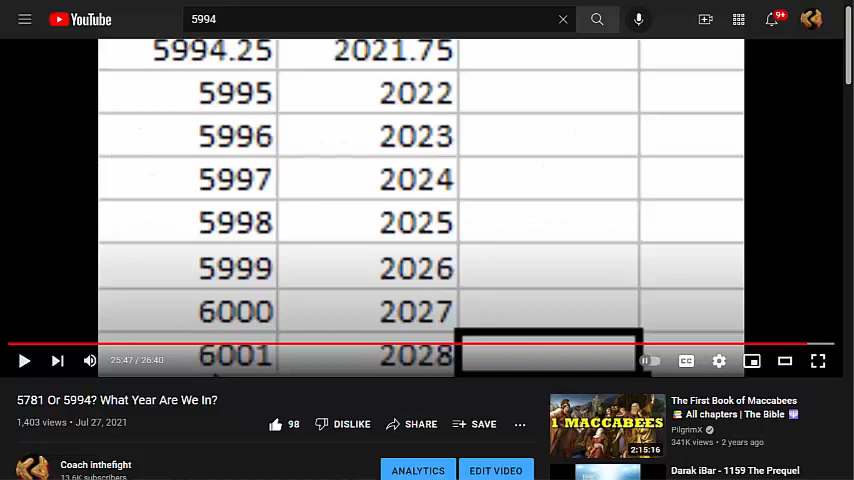 YouTube
5994
9+
5994.25 2021.75
5995 2022
5996 2023
5997 2024
5998 2025
5999 2026
6000 2027
6001 2028
25:47 / 26:40
CC
5781 Or 5994? What Year Are We In?
1,403 views • Jul 27, 2021
98 DISLIKE SHARE SAVE
Coach inthefight
13.6K subscribers
ANALYTICS EDIT VIDEO
1 MACCABEES
2:15:16
The First Book of Maccabees
All chapters | The Bible
PilgrimX
341K views • 2 years ago
Darak iBar - 1159 The Prequel